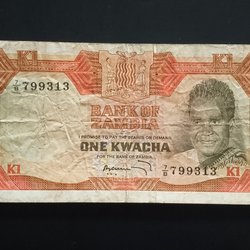 7/B 799313
BANK OF
ZAMBIA
I PROMISE TO PAY THE BEARER ON DEMAND
ONE KWACHA
FOR THE BANK OF ZAMBIA
7/B 799313
K1
K1